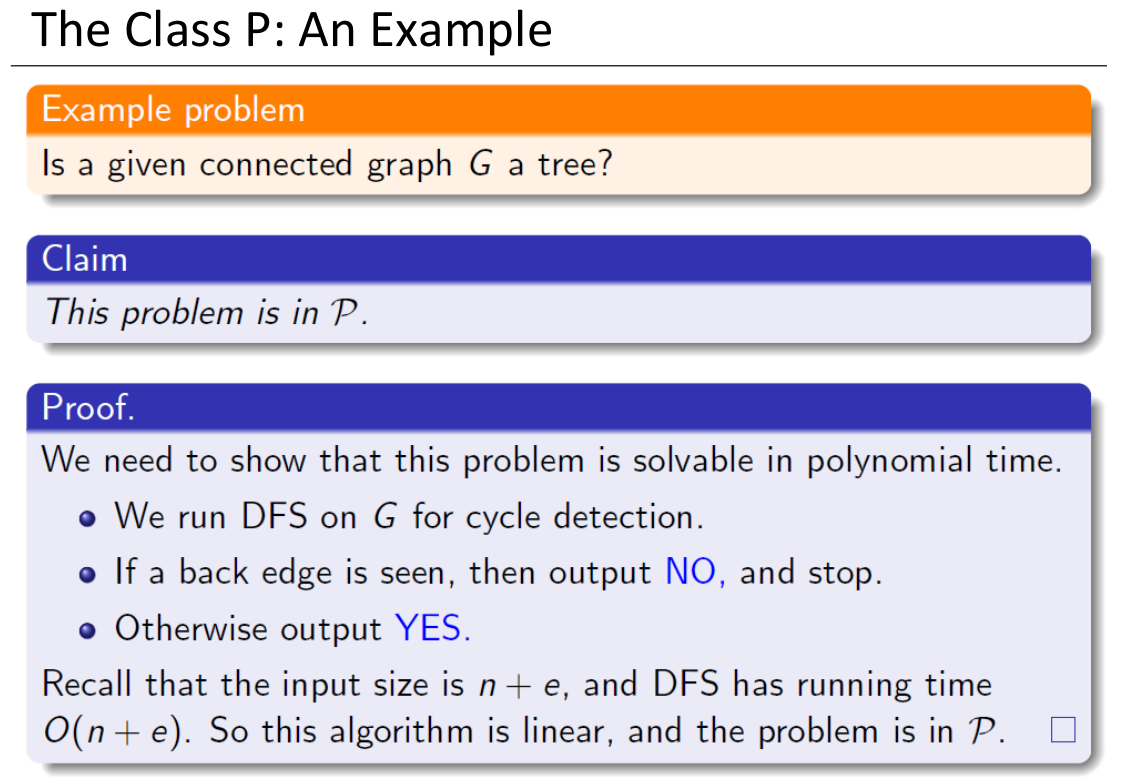 The Class P: An Example
Example problem
Is a given connected graph G a tree?
Claim
This problem is in 𝒫.
Proof.
We need to show that this problem is solvable in polynomial time.
We run DFS on G for cycle detection.
If a back edge is seen, then output NO, and stop.
Otherwise output YES.
Recall that the input size is n + e, and DFS has running time
O(n + e). So this algorithm is linear, and the problem is in 𝒫. □